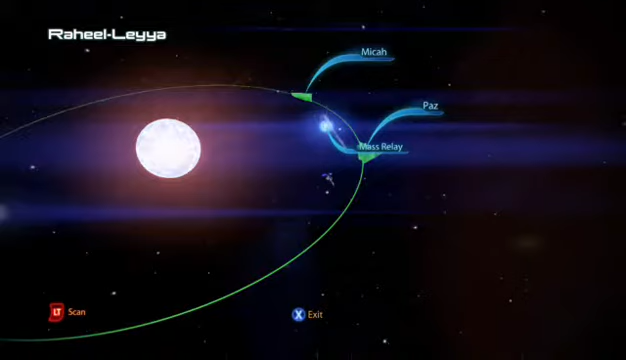 Raheel-Leyya
Micah
Paz
Mass Relay
LT Scan
X Exit